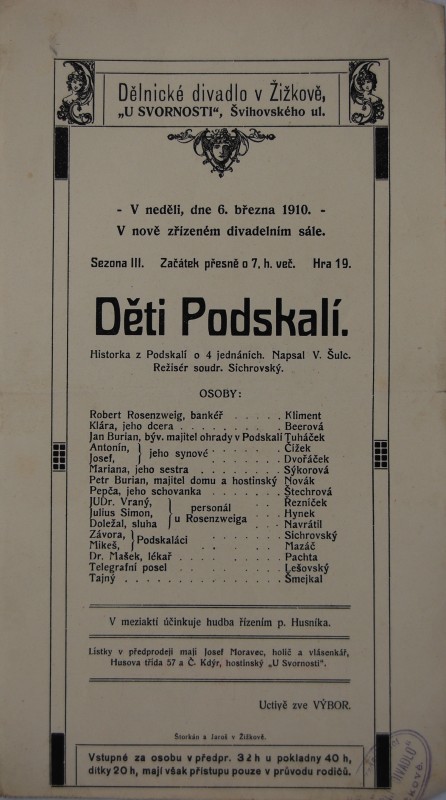 Dělnické divadlo v Žižkově,
„U SVORNOSTI“, Švihovského ul.
- V neděli, dne 6. března 1910. -
V nově zřízeném divadelním sále.
Sezona III. Začátek přesně o 7. h. več. Hra 19.
Děti Podskalí.
Historka z Podskalí o 4 jednáních. Napsal V. Šulc.
Režisér soudr. Sichrovský.
OSOBY:
Robert Rosenzweig, bankéř . . . . . Kliment
Klára, jeho dcera . . . . . . . Beerová
Jan Burian, býv. majitel ohrady v Podskalí Tuháček
Antonín, } jeho synové . . . . . . Čížek
Josef, } . . . . . . Dvořáček
Mariana, jeho sestra . . . . . . . Sýkorová
Petr Burian, majitel domu a hostinský Novák
Pepča, jeho schovanka . . . . . . Štechrová
JUDr. Vraný, } personál . . Řezníček
Julius Simon, } u Rosenzweiga . . Hynek
Doležal, sluha } . . Navrátil
Závora, } Podskaláci . . . . . Sichrovský
Mikeš, } . . . . . Mazáč
Dr. Mašek, lékař . . . . . . . . Pachta
Telegrafní posel . . . . . . . . Lešovský
Tajný . . . . . . . . . . . . Šmejkal
V meziaktí účinkuje hudba řízením p. Husníka.
Lístky v předprodeji mají Josef Moravec, holič a vlásenkář,
Husova třída 57 a Č. Kdýr, hostinský „U Svornosti“.
Uctivě zve VÝBOR.
Štorkán a Jaroš v Žižkově.
Vstupné za osobu v předpr. 32 h u pokladny 40 h,
dítky 20 h, mají však přístupu pouze v průvodu rodičů.
DIVADLO"